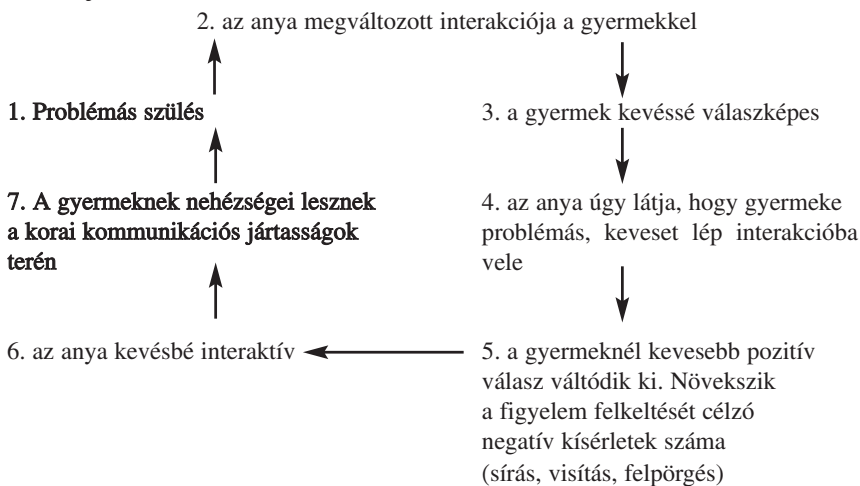 2. az anya megváltozott interakciója a gyermekkel
1. Problémás szülés
3. a gyermek kevéssé válaszképes
7. A gyermeknek nehézségei lesznek
a korai kommunikációs jártasságok
terén
4. az anya úgy látja, hogy gyermeke
problémás, keveset lép interakcióba
vele
6. az anya kevésbé interaktív
5. a gyermeknél kevesebb pozitív
válasz váltódik ki. Növekszik
a figyelem felkeltését célzó
negatív kísérletek száma
(sírás, visítás, felpörgés)